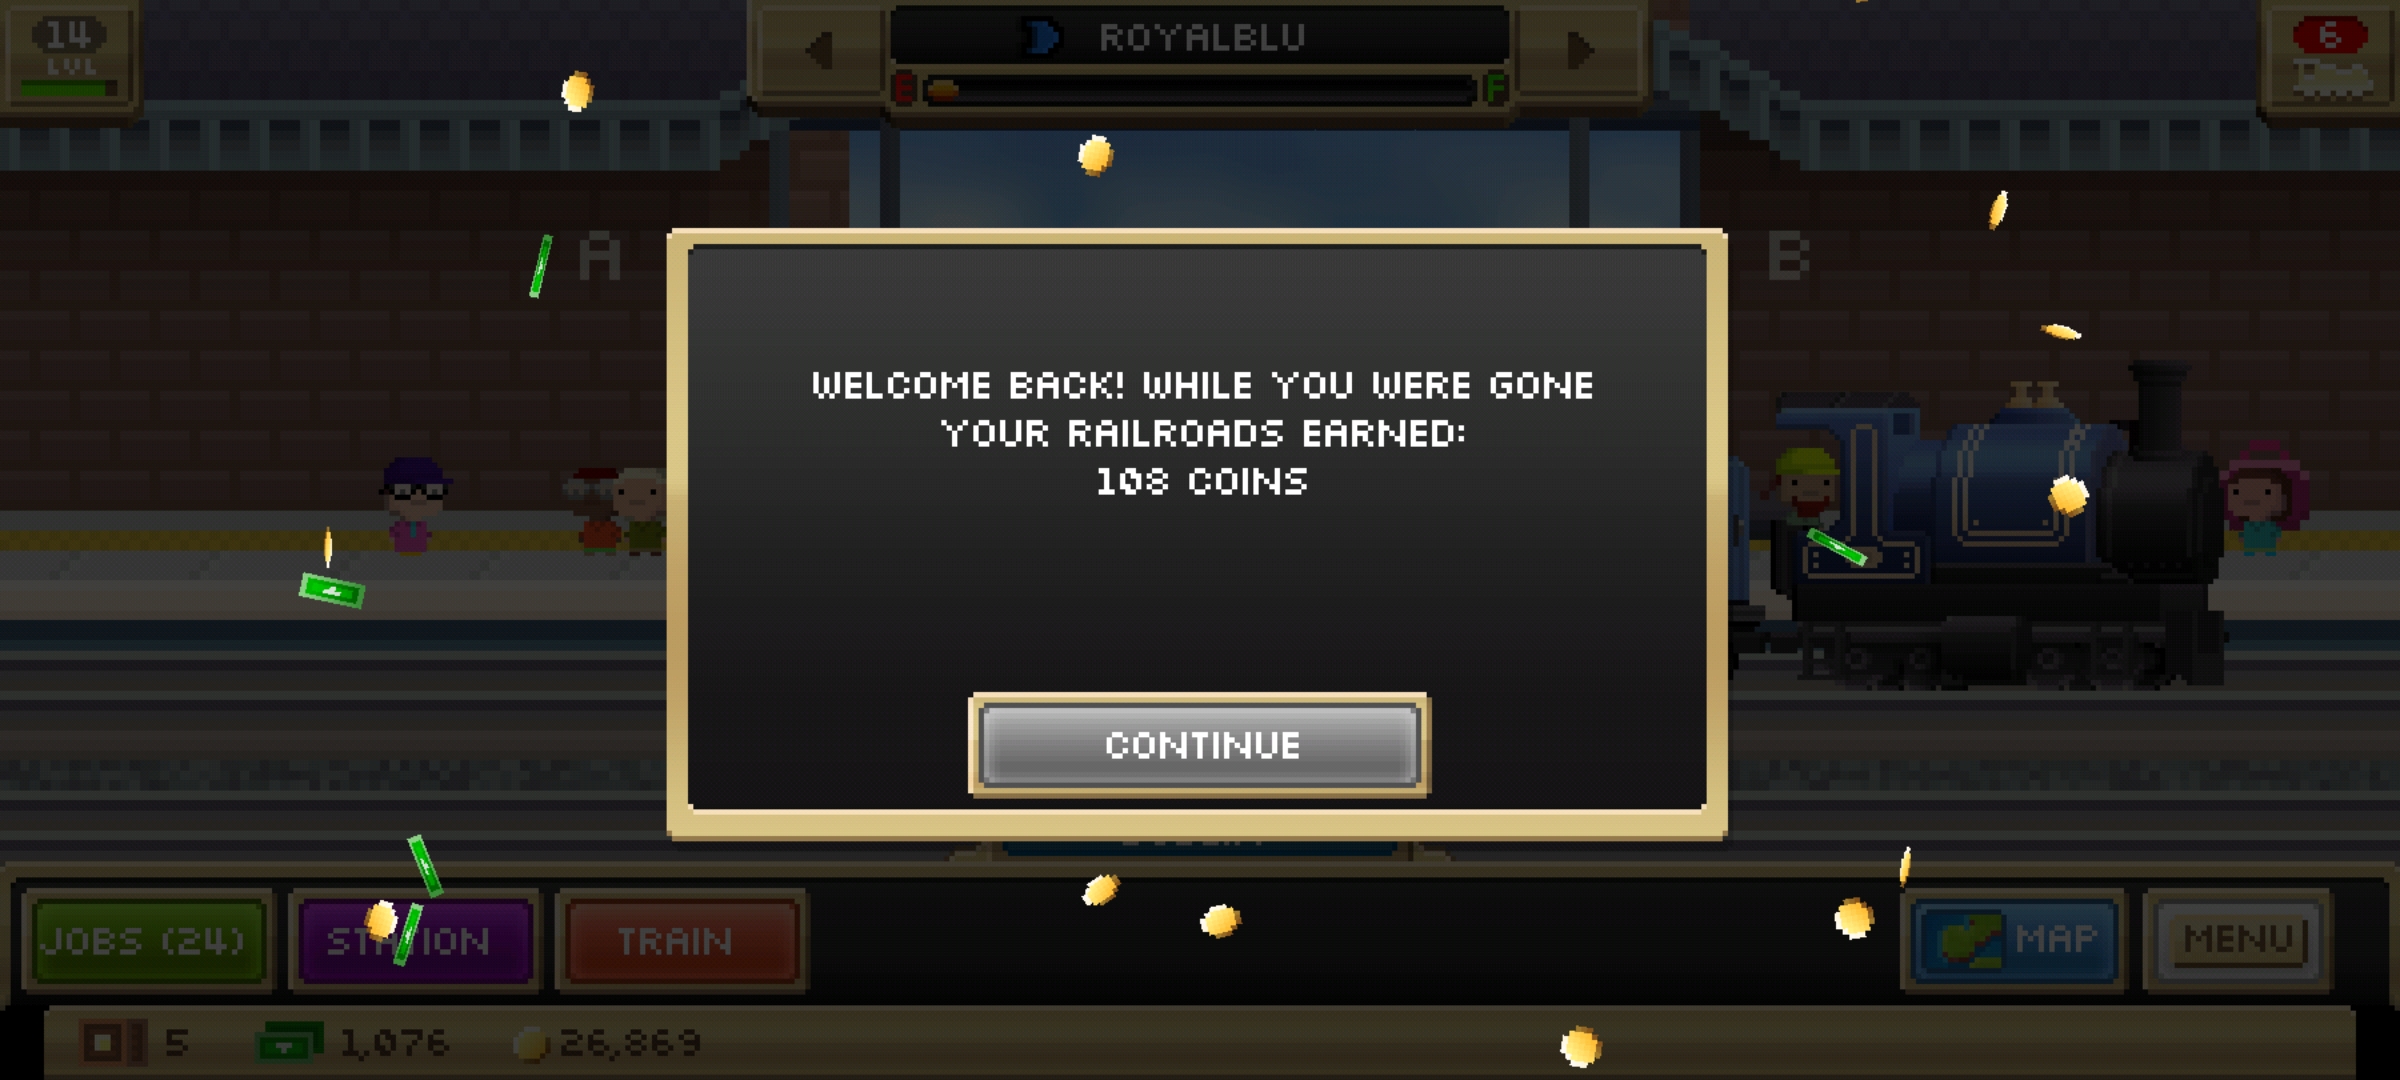 14
LVL
ROYALBLU
E
F
6
A
B
WELCOME BACK! WHILE YOU WERE GONE
YOUR RAILROADS EARNED:
108 COINS
CONTINUE
JOBS (24)
STATION
TRAIN
MAP
MENU
5
1,076
26,869